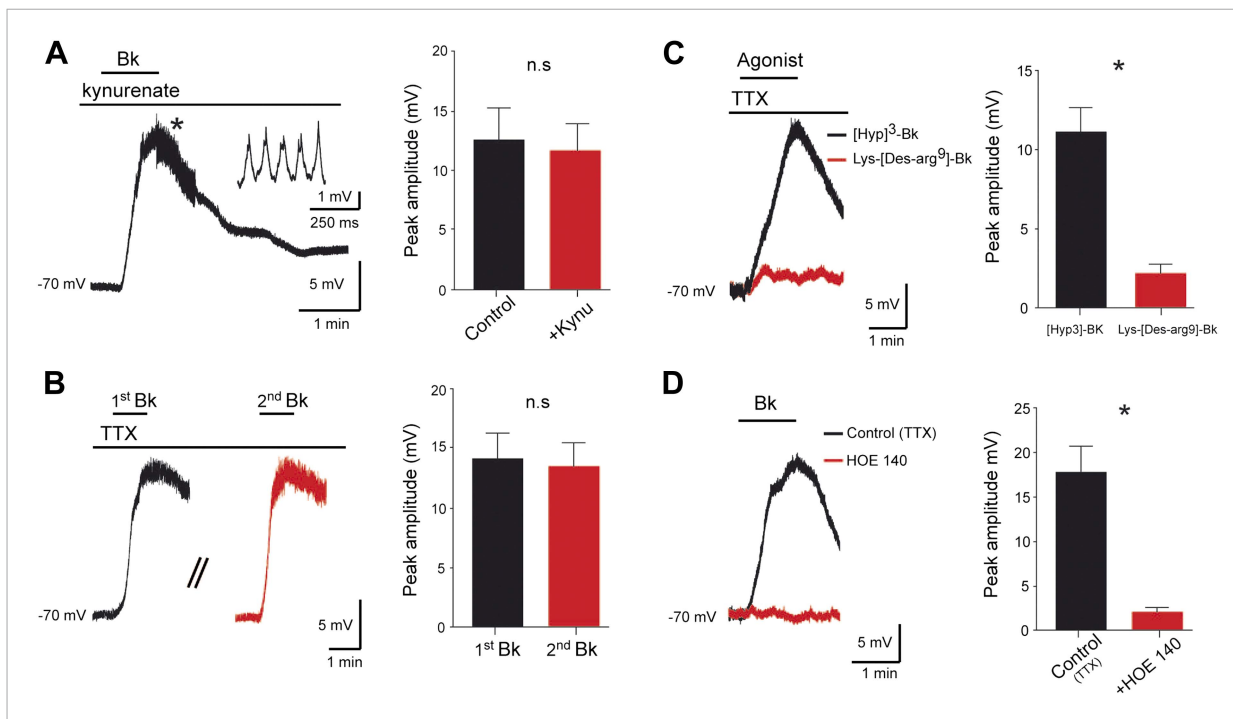 A
Bk
kynurenate
*
1 mV
250 ms
-70 mV
5 mV
1 min
Peak amplitude (mV)
20
15
10
5
0
n.s
Control
+Kynu
B
1st Bk
2nd Bk
TTX
//
-70 mV
5 mV
1 min
Peak amplitude (mV)
20
15
10
5
0
n.s
1st Bk
2nd Bk
C
Agonist
TTX
[Hyp]3-Bk
Lys-[Des-arg9]-Bk
-70 mV
5 mV
1 min
Peak amplitude (mV)
15
10
5
0
*
[Hyp3]-BK
Lys-[Des-arg9]-Bk
D
Bk
Control (TTX)
HOE 140
-70 mV
5 mV
1 min
Peak amplitude mV)
25
20
15
10
5
0
*
Control
(TTX)
+HOE 140